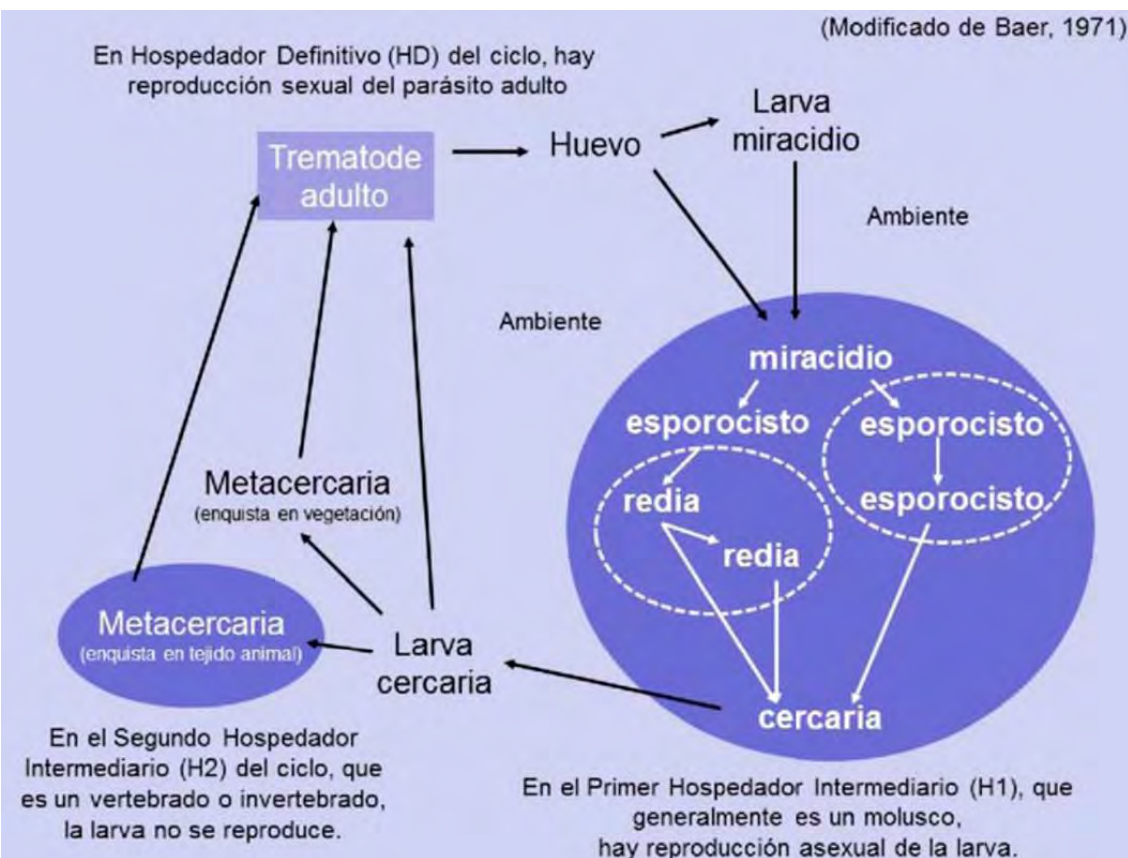 (Modificado de Baer, 1971)
En Hospedador Definitivo (HD) del ciclo, hay
reproducción sexual del parásito adulto
Trematode
adulto
Huevo
Larva
miracidio
Ambiente
Ambiente
miracidio
esporocisto
esporocisto
redia
esporocisto
redia
cercaria
Metacercaria
(enquista en vegetación)
Metacercaria
(enquista en tejido animal)
Larva
cercaria
En el Segundo Hospedador
Intermediario (H2) del ciclo, que
es un vertebrado o invertebrado,
la larva no se reproduce.
En el Primer Hospedador Intermediario (H1), que
generalmente es un molusco,
hay reproducción asexual de la larva.